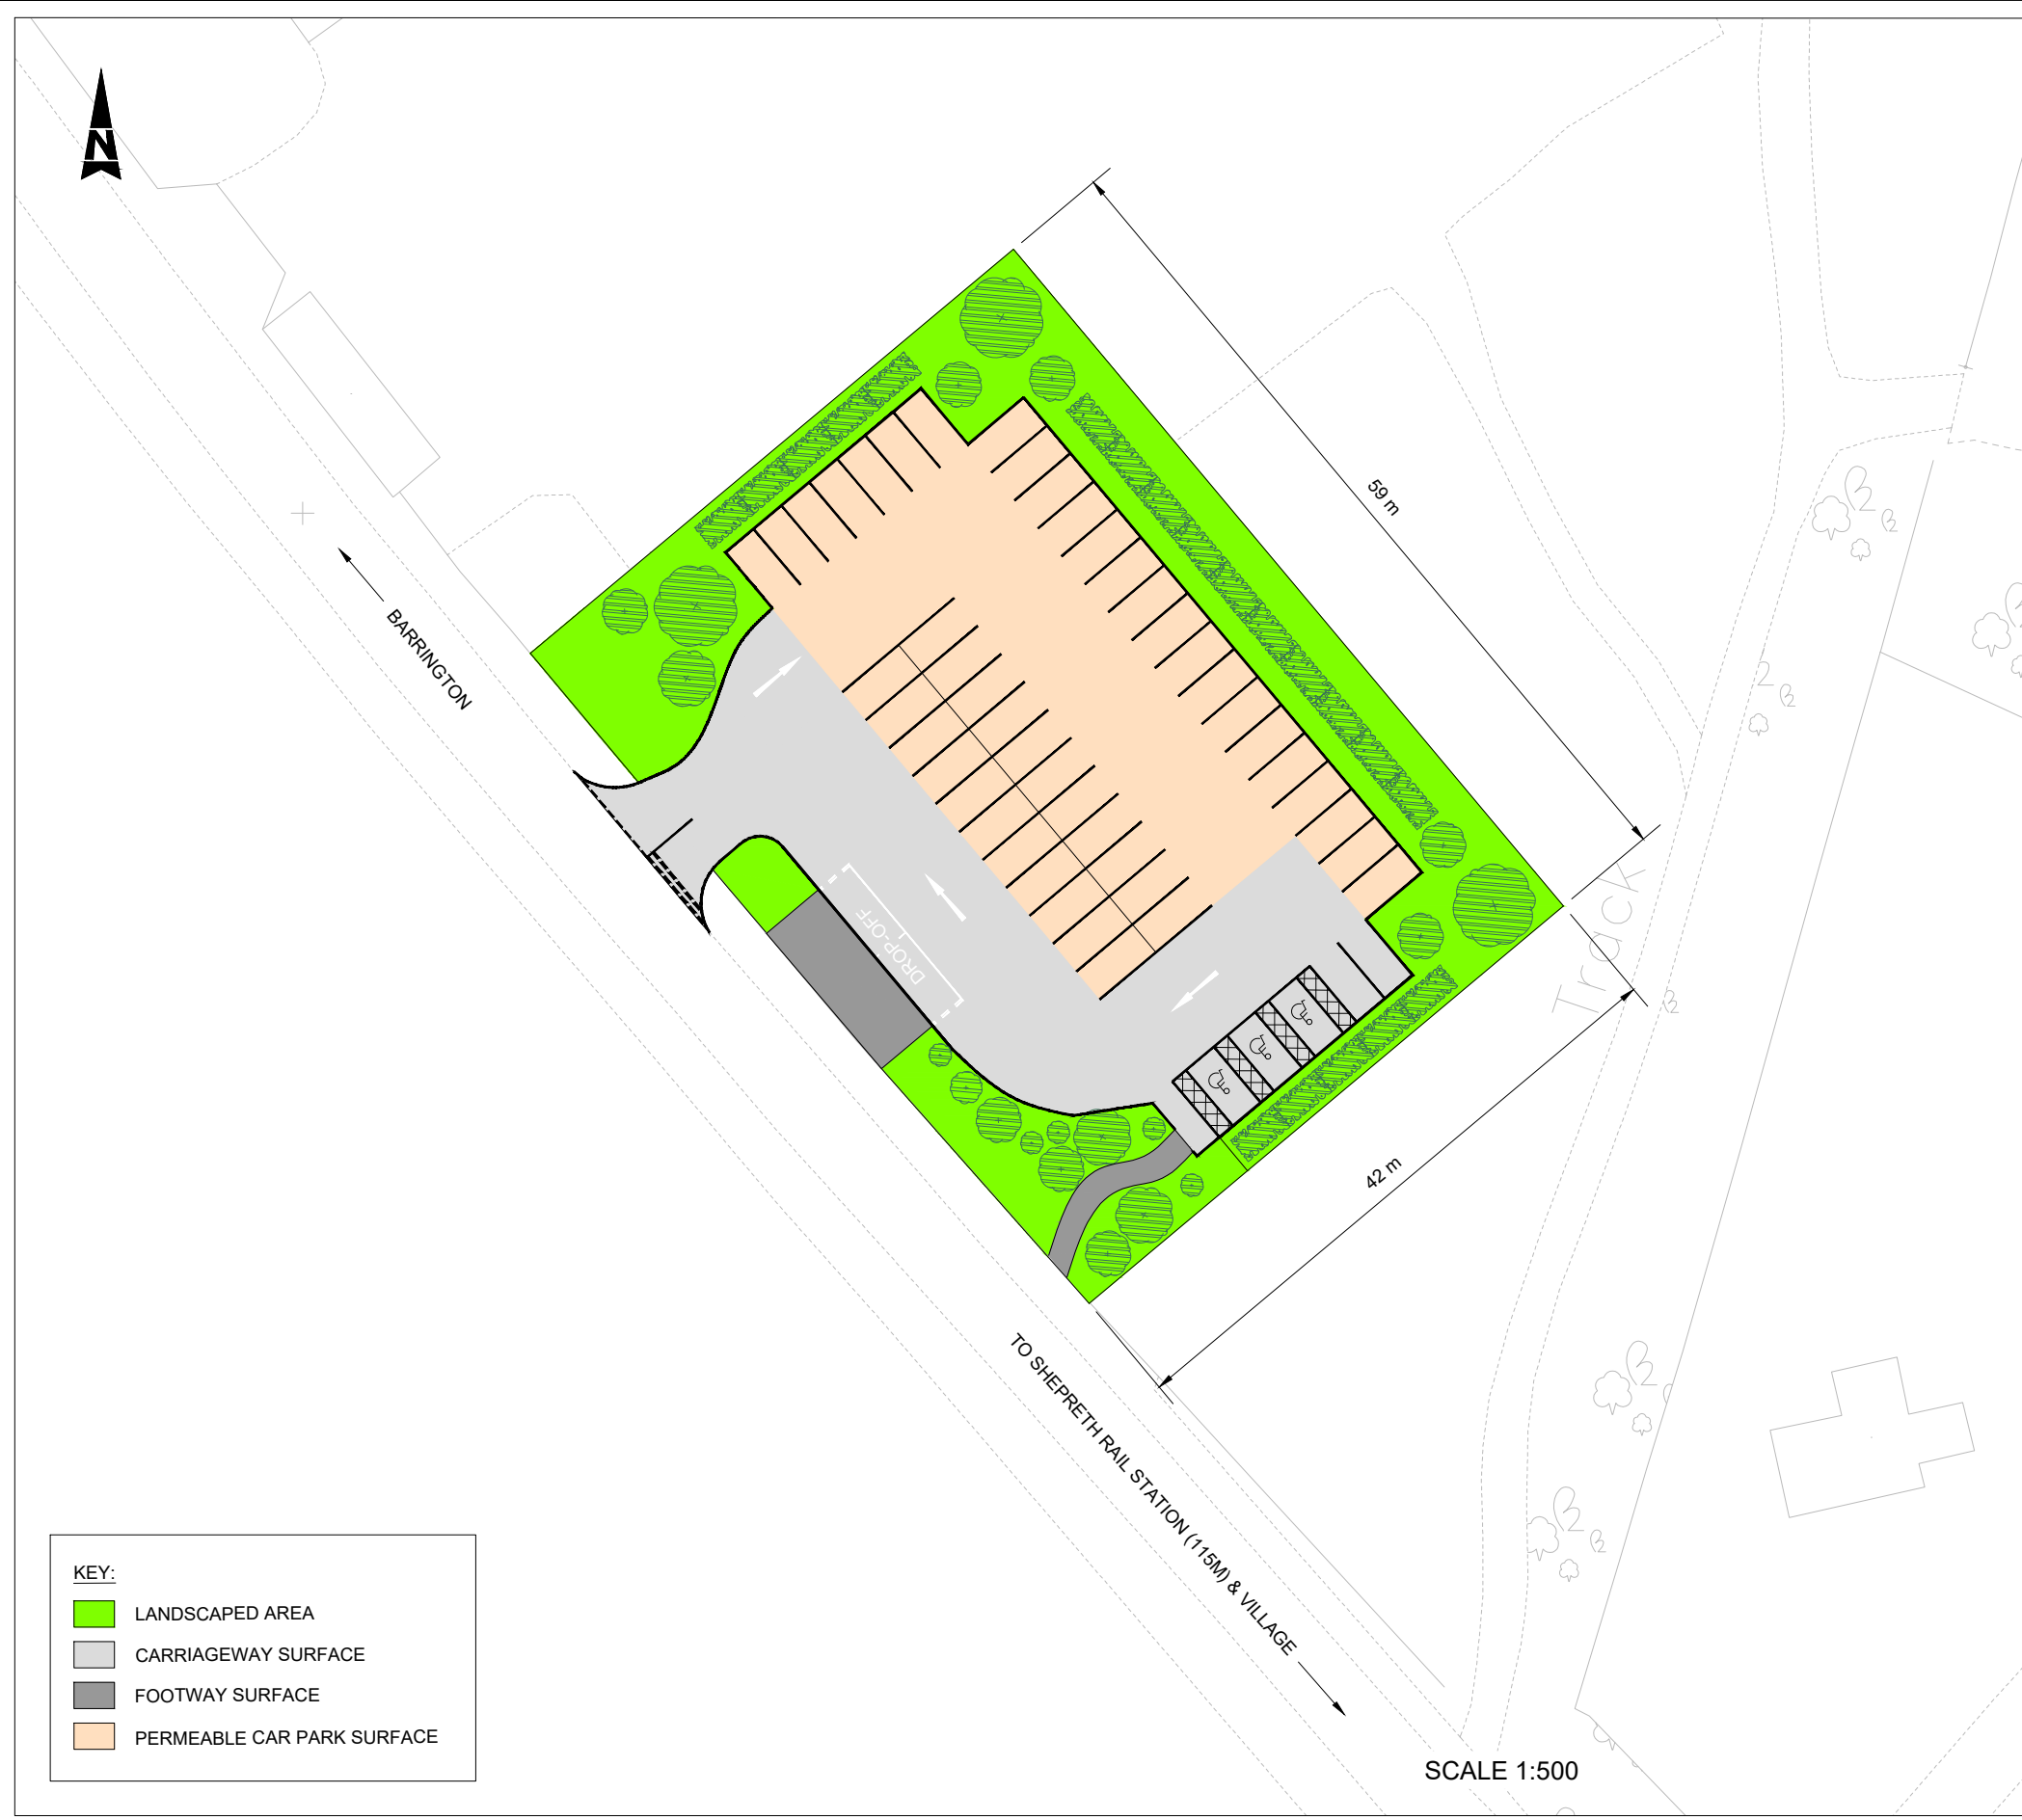 N
59 m
BARRINGTON
DROP-OFF
Track
42 m
TO SHEPRETH RAIL STATION (115M) & VILLAGE
KEY:
LANDSCAPED AREA
CARRIAGEWAY SURFACE
FOOTWAY SURFACE
PERMEABLE CAR PARK SURFACE
SCALE 1:500